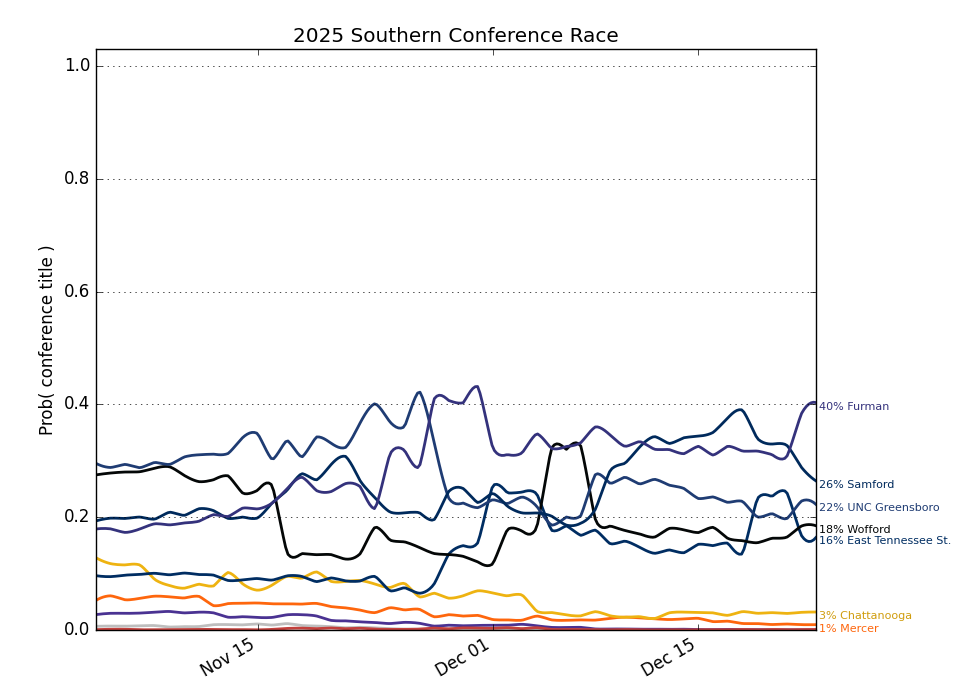 2025 Southern Conference Race
Prob( conference title )
1.0
0.8
0.6
0.4
0.2
0.0
Nov 15
Dec 01
Dec 15
40% Furman
26% Samford
22% UNC Greensboro
18% Wofford
16% East Tennessee St.
3% Chattanooga
1% Mercer